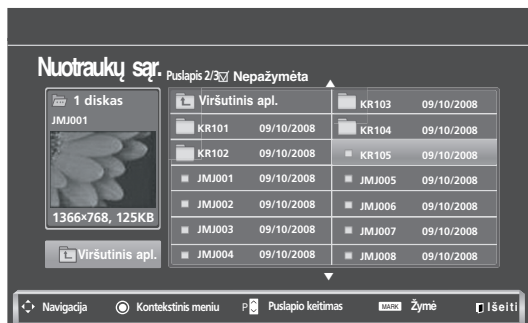 Nuotraukų sąr. Puslapis 2/3 Nepažymėta
1 diskas
JMJ001
1366×768, 125KB
Viršutinis apl.
Viršutinis apl.
KR101 09/10/2008
KR102 09/10/2008
JMJ001 09/10/2008
JMJ002 09/10/2008
JMJ003 09/10/2008
JMJ004 09/10/2008
KR103 09/10/2008
KR104 09/10/2008
KR105 09/10/2008
JMJ005 09/10/2008
JMJ006 09/10/2008
JMJ007 09/10/2008
JMJ008 09/10/2008
Navigacija Kontekstinis meniu P Puslapio keitimas MARK Žymė Išeiti